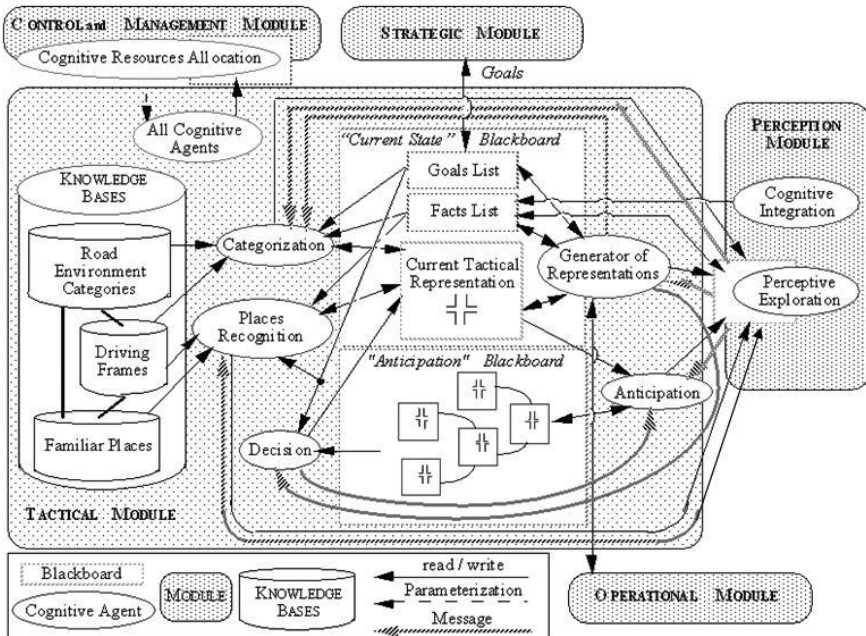 CONTROL and MANAGEMENT MODULE
Cognitive Resources Allocation
STRATEGIC MODULE
Goals
All Cognitive
Agents
"Current State" Blackboard
PERCEPTION
MODULE
KNOWLEDGE
BASES
Goals List
Facts List
Cognitive
Integration
Road
Environment
Categories
Categorization
Current Tactical
Representation
Generator of
Representations
Perceptive
Exploration
Places
Recognition
Driving
Frames
"Anticipation" Blackboard
Anticipation
Familiar Places
Decision
TACTICAL MODULE
Blackboard
Cognitive Agent
MODULE
KNOWLEDGE
BASES
read / write
Parameterization
Message
OPERATIONAL MODULE